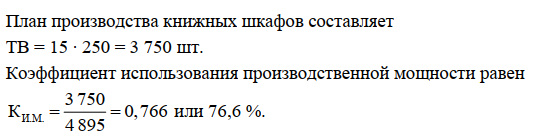 План производства книжных шкафов составляет
ТВ = 15 · 250 = 3 750 шт.
Коэффициент использования производственной мощности равен
К_И.М. = 3 750 / 4 895 = 0,766 или 76,6 %.